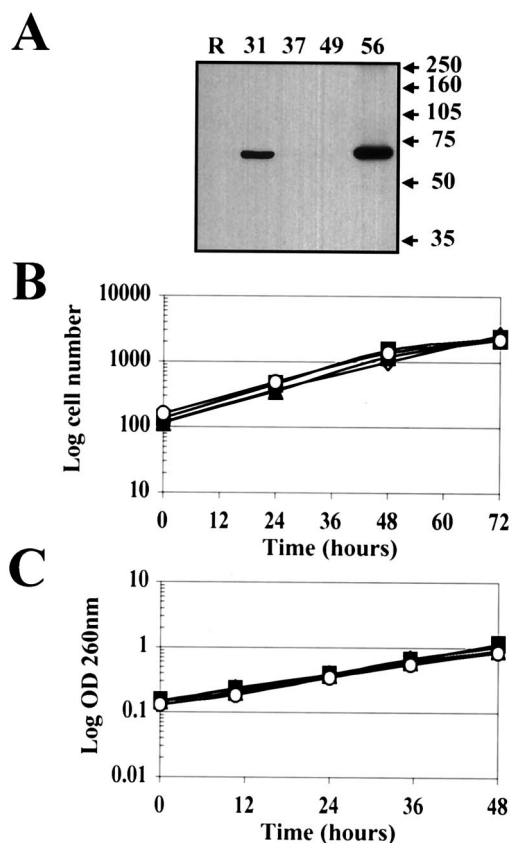 A
R 31 37 49 56
250
160
105
75
50
35
B
Log cell number
10000
1000
100
10
0 12 24 36 48 60 72
Time (hours)
C
Log OD 260nm
10
1
0.1
0.01
0 12 24 36 48
Time (hours)